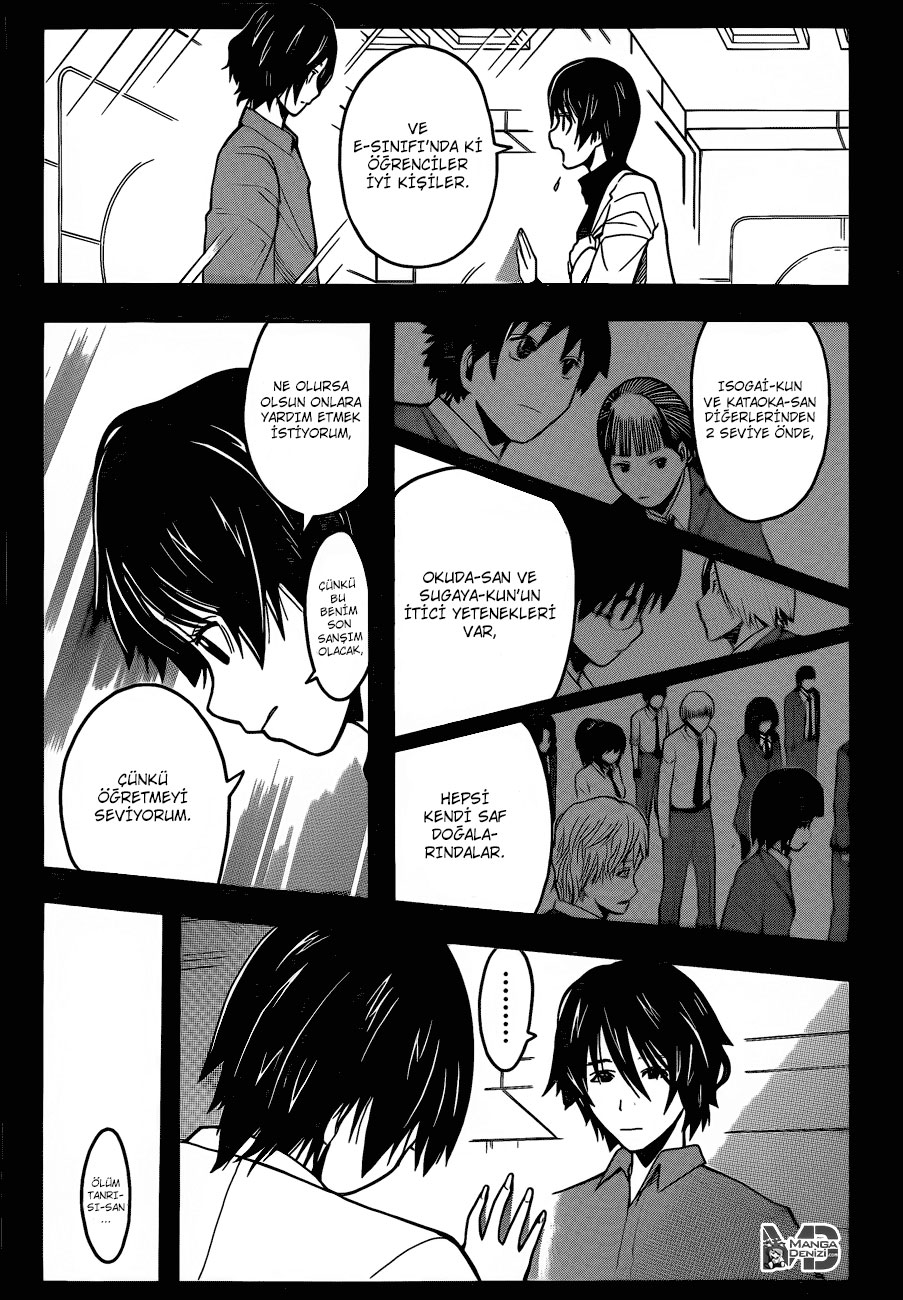 VE
E-SINIFI'NDA Kİ
ÖĞRENCİLER
İYİ KİŞİLER.
ISOGAİ-KUN
VE KATAOKA-SAN
DİĞERLERİNDEN
2 SEVİYE ÖNDE,
OKUDA-SAN VE
SUGAYA-KUN'UN
İTİCİ YETENEKLERİ
VAR,
HEPSİ
KENDİ SAF
DOĞALA-
RINDALAR.
NE OLURSA
OLSUN ONLARA
YARDIM ETMEK
İSTİYORUM,
ÇÜNKÜ
BU
BENİM
SON
ŞANSIM
OLACAK,
ÇÜNKÜ
ÖĞRETMEYİ
SEVİYORUM.
.........
ÖLÜM
TANRI-
SI-SAN
...
MANGA
DENİZİ.com